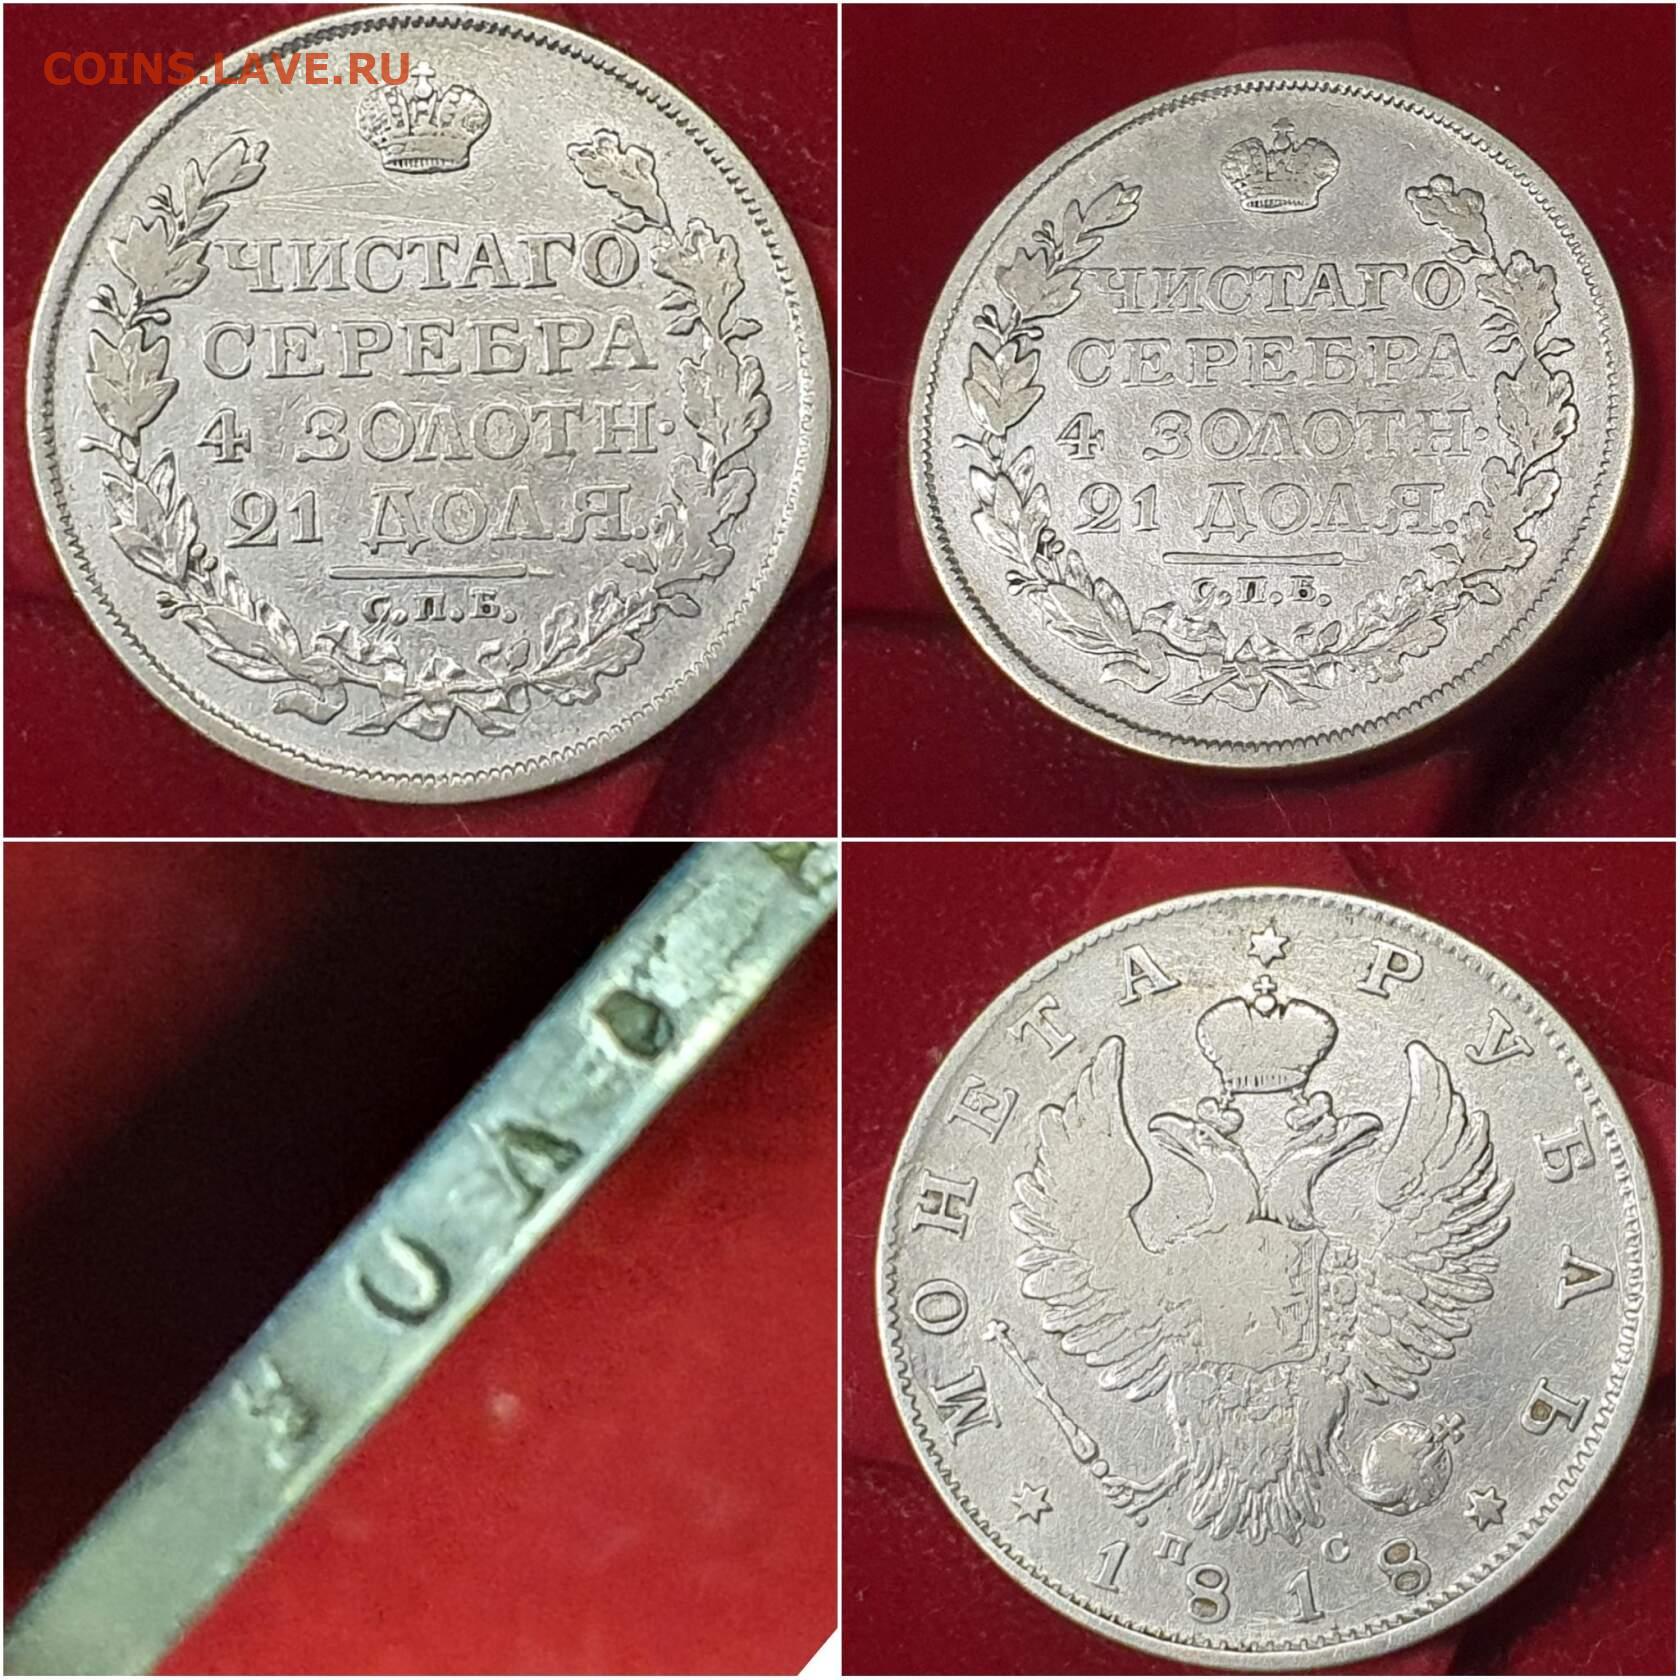 COINS.LAVE.RU
ЧИСТАГО
СЕРЕБРА
4 ЗОЛОТН.
21 ДОЛЯ.
С.П.Б.
ЧИСТАГО
СЕРЕБРА
4 ЗОЛОТН.
21 ДОЛЯ.
С.П.Б.
МОНЕТА РУБЛЬ
П С
1818